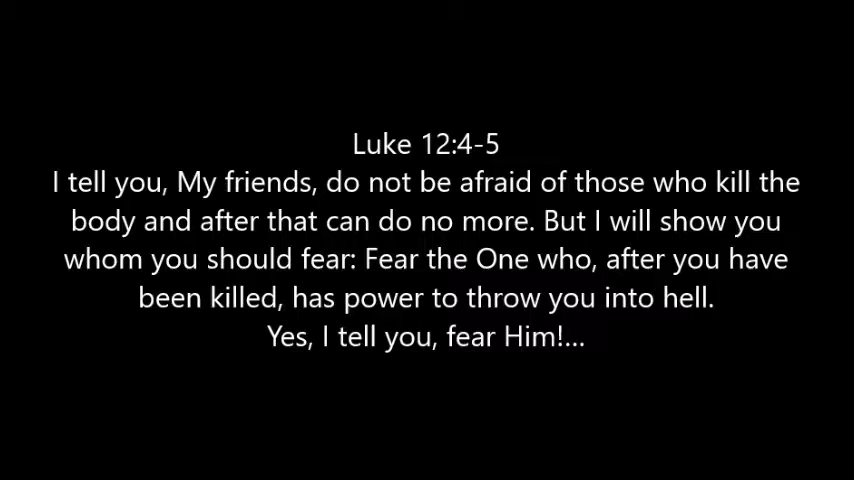 Luke 12:4-5
I tell you, My friends, do not be afraid of those who kill the
body and after that can do no more. But I will show you
whom you should fear: Fear the One who, after you have
been killed, has power to throw you into hell.
Yes, I tell you, fear Him!...